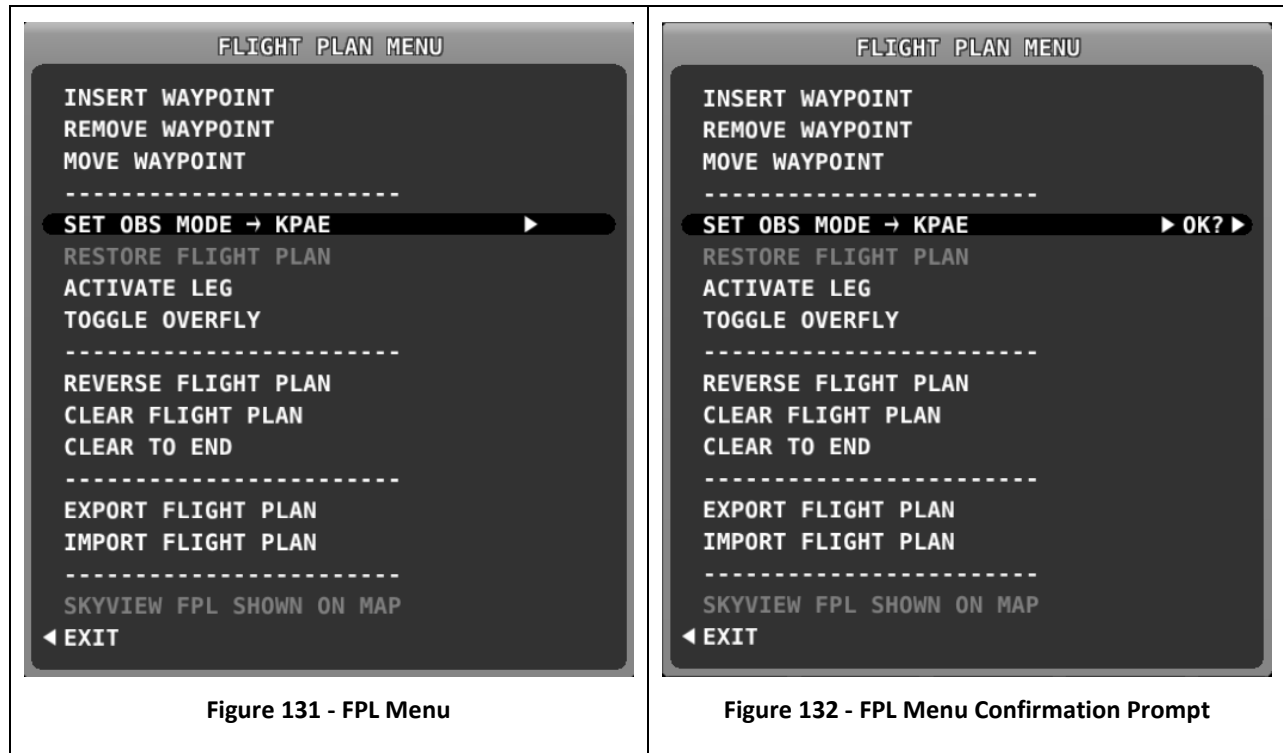 FLIGHT PLAN MENU
INSERT WAYPOINT
REMOVE WAYPOINT
MOVE WAYPOINT
-------------------------
SET OBS MODE → KPAE ▶
RESTORE FLIGHT PLAN
ACTIVATE LEG
TOGGLE OVERFLY
-------------------------
REVERSE FLIGHT PLAN
CLEAR FLIGHT PLAN
CLEAR TO END
-------------------------
EXPORT FLIGHT PLAN
IMPORT FLIGHT PLAN
-------------------------
SKYVIEW FPL SHOWN ON MAP
◀ EXIT
Figure 131 - FPL Menu
FLIGHT PLAN MENU
INSERT WAYPOINT
REMOVE WAYPOINT
MOVE WAYPOINT
-------------------------
SET OBS MODE → KPAE ▶ OK? ▶
RESTORE FLIGHT PLAN
ACTIVATE LEG
TOGGLE OVERFLY
-------------------------
REVERSE FLIGHT PLAN
CLEAR FLIGHT PLAN
CLEAR TO END
-------------------------
EXPORT FLIGHT PLAN
IMPORT FLIGHT PLAN
-------------------------
SKYVIEW FPL SHOWN ON MAP
◀ EXIT
Figure 132 - FPL Menu Confirmation Prompt